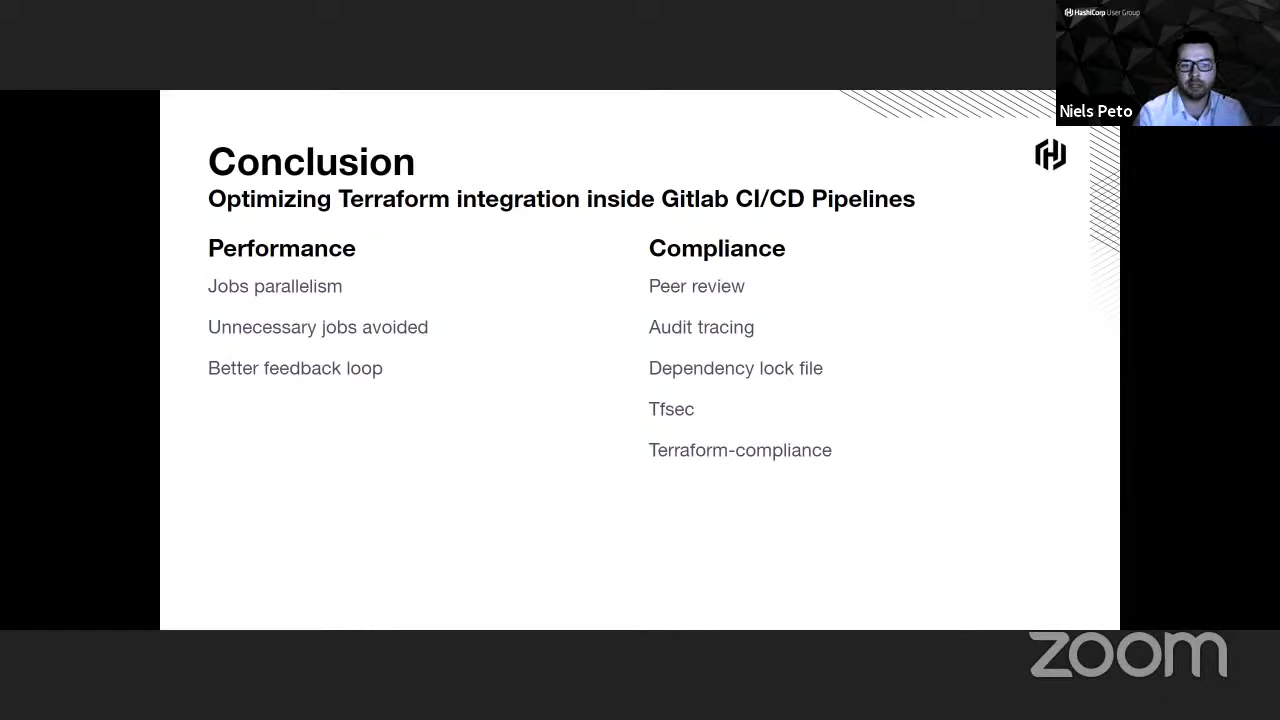 HashiCorp User Group
Niels Peto
Conclusion
Optimizing Terraform integration inside Gitlab CI/CD Pipelines
Performance
Jobs parallelism
Unnecessary jobs avoided
Better feedback loop
Compliance
Peer review
Audit tracing
Dependency lock file
Tfsec
Terraform-compliance
zoom